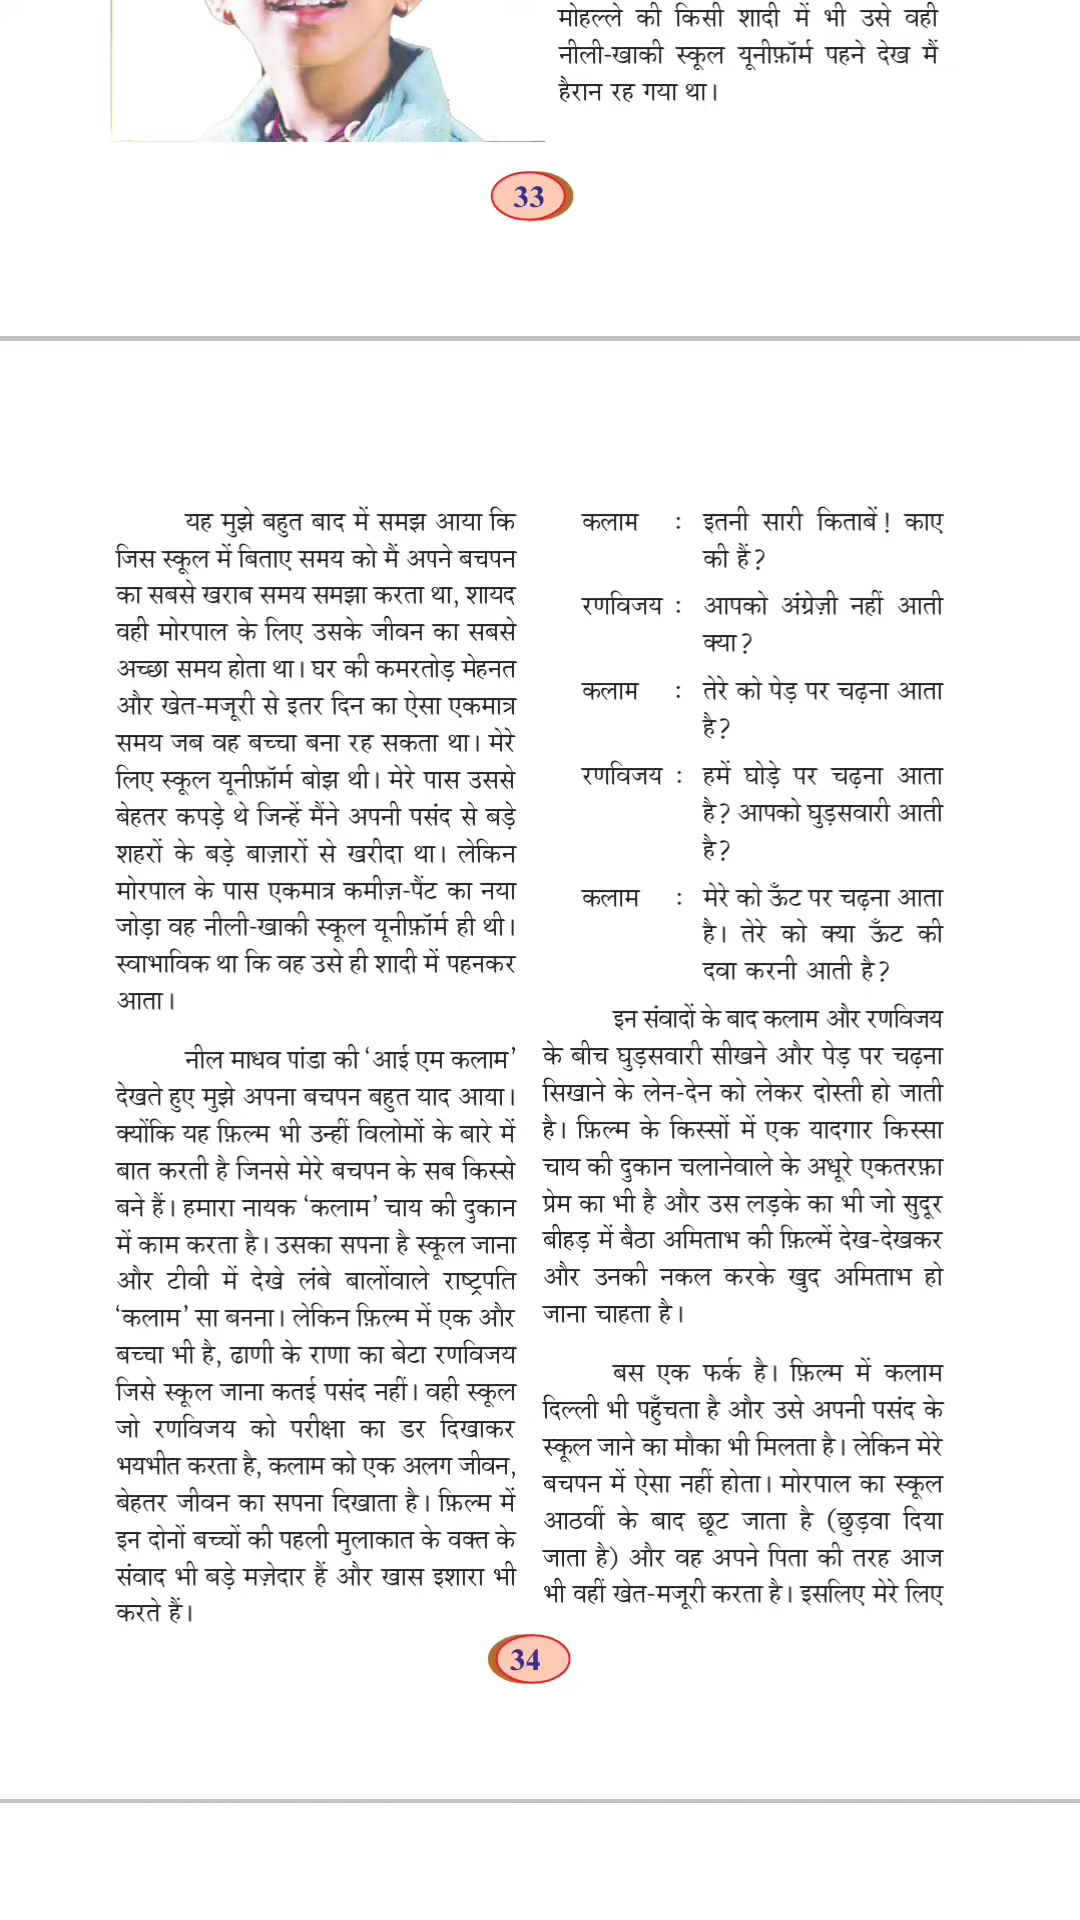 मोहल्ले की किसी शादी में भी उसे वही
नीली-खाकी स्कूल यूनीफ़ॉर्म पहने देख मैं
हैरान रह गया था।
33
यह मुझे बहुत बाद में समझ आया कि
जिस स्कूल में बिताए समय को मैं अपने बचपन
का सबसे खराब समय समझा करता था, शायद
वही मोरपाल के लिए उसके जीवन का सबसे
अच्छा समय होता था। घर की कमरतोड़ मेहनत
और खेत-मजूरी से इतर दिन का ऐसा एकमात्र
समय जब वह बच्चा बना रह सकता था। मेरे
लिए स्कूल यूनीफ़ॉर्म बोझ थी। मेरे पास उससे
बेहतर कपड़े थे जिन्हें मैंने अपनी पसंद से बड़े
शहरों के बड़े बाज़ारों से खरीदा था। लेकिन
मोरपाल के पास एकमात्र कमीज़-पैंट का नया
जोड़ा वह नीली-खाकी स्कूल यूनीफ़ॉर्म ही थी।
स्वाभाविक था कि वह उसे ही शादी में पहनकर
आता।
नील माधव पांडा की ‘आई एम कलाम’
देखते हुए मुझे अपना बचपन बहुत याद आया।
क्योंकि यह फ़िल्म भी उन्हीं विलोमों के बारे में
बात करती है जिनसे मेरे बचपन के सब किस्से
बने हैं। हमारा नायक ‘कलाम’ चाय की दुकान
में काम करता है। उसका सपना है स्कूल जाना
और टीवी में देखे लंबे बालोंवाले राष्ट्रपति
‘कलाम’ सा बनना। लेकिन फ़िल्म में एक और
बच्चा भी है, ढाणी के राणा का बेटा रणविजय
जिसे स्कूल जाना कतई पसंद नहीं। वही स्कूल
जो रणविजय को परीक्षा का डर दिखाकर
भयभीत करता है, कलाम को एक अलग जीवन,
बेहतर जीवन का सपना दिखाता है। फ़िल्म में
इन दोनों बच्चों की पहली मुलाकात के वक्त के
संवाद भी बड़े मज़ेदार हैं और खास इशारा भी
करते हैं।
कलाम : इतनी सारी किताबें! काए
की हैं?
रणविजय : आपको अंग्रेज़ी नहीं आती
क्या?
कलाम : तेरे को पेड़ पर चढ़ना आता
है?
रणविजय : हमें घोड़े पर चढ़ना आता
है? आपको घुड़सवारी आती
है?
कलाम : मेरे को ऊँट पर चढ़ना आता
है। तेरे को क्या ऊँट की
दवा करनी आती है?
इन संवादों के बाद कलाम और रणविजय
के बीच घुड़सवारी सीखने और पेड़ पर चढ़ना
सिखाने के लेन-देन को लेकर दोस्ती हो जाती
है। फ़िल्म के किस्सों में एक यादगार किस्सा
चाय की दुकान चलानेवाले के अधूरे एकतरफ़ा
प्रेम का भी है और उस लड़के का भी जो सुदूर
बीहड़ में बैठा अमिताभ की फ़िल्में देख-देखकर
और उनकी नकल करके खुद अमिताभ हो
जाना चाहता है।
बस एक फर्क है। फ़िल्म में कलाम
दिल्ली भी पहुँचता है और उसे अपनी पसंद के
स्कूल जाने का मौका भी मिलता है। लेकिन मेरे
बचपन में ऐसा नहीं होता। मोरपाल का स्कूल
आठवीं के बाद छूट जाता है (छुड़वा दिया
जाता है) और वह अपने पिता की तरह आज
भी वहीं खेत-मजूरी करता है। इसलिए मेरे लिए
34